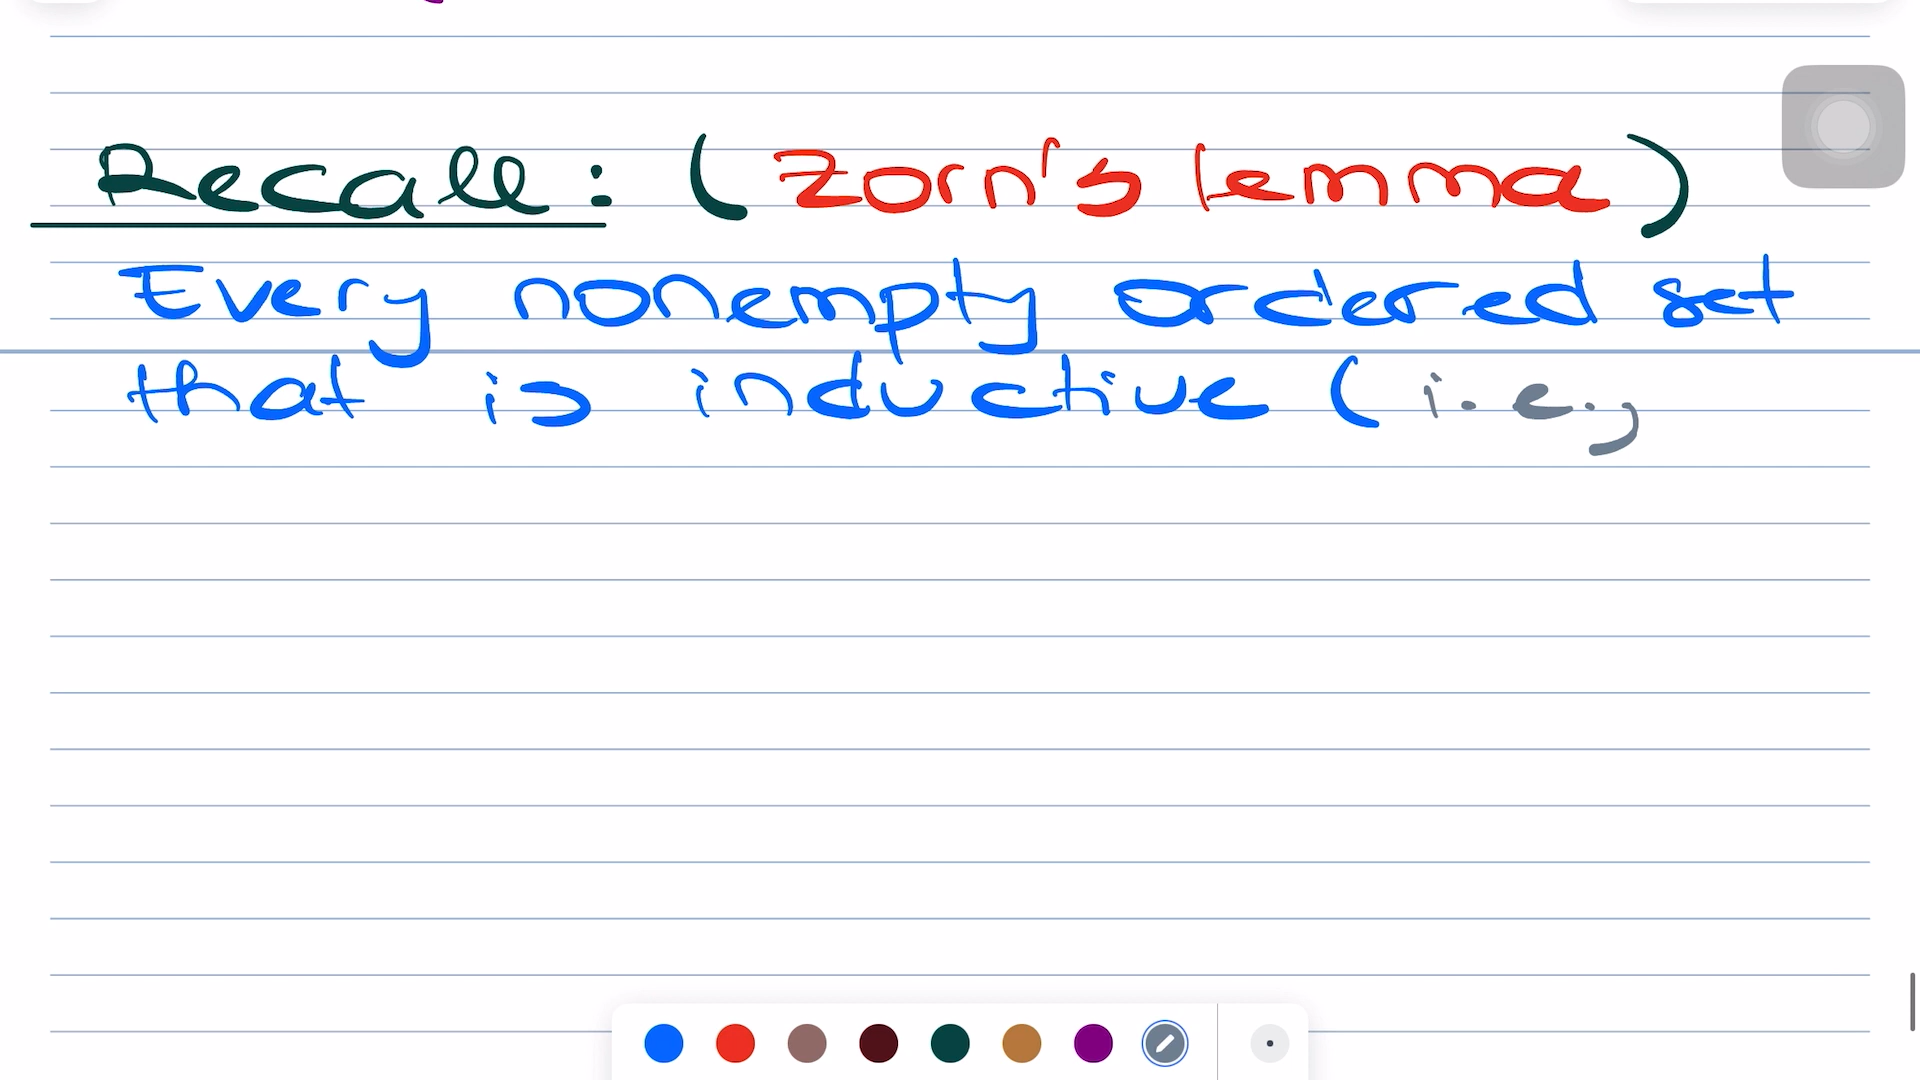 Recall: (Zorn's lemma)
Every nonempty ordered set
that is inductive (i.e.,